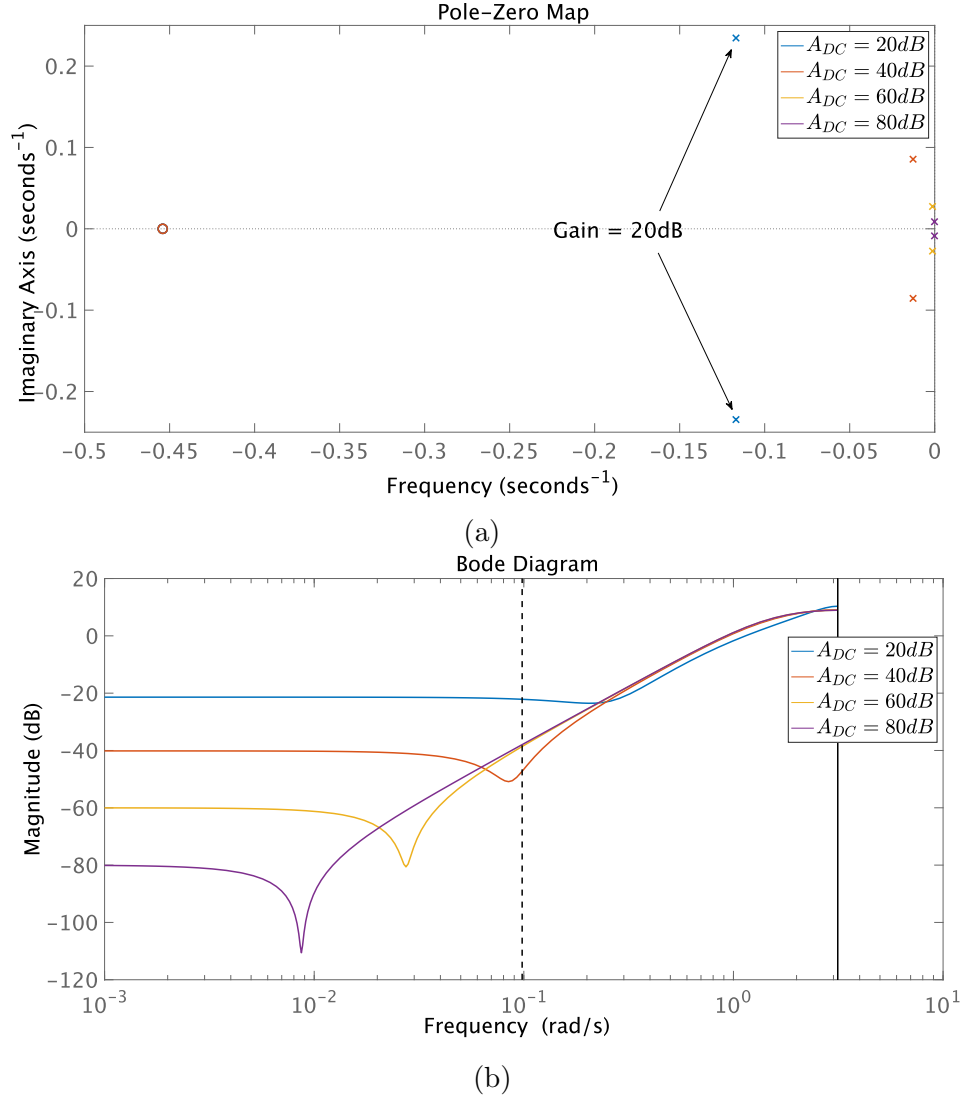 Pole-Zero Map
0.2
0.1
0
-0.1
-0.2
Imaginary Axis (seconds⁻¹)
A_DC = 20dB
A_DC = 40dB
A_DC = 60dB
A_DC = 80dB
Gain = 20dB
-0.5 -0.45 -0.4 -0.35 -0.3 -0.25 -0.2 -0.15 -0.1 -0.05 0
Frequency (seconds⁻¹)
(a)
Bode Diagram
20
0
-20
-40
-60
-80
-100
-120
Magnitude (dB)
A_DC = 20dB
A_DC = 40dB
A_DC = 60dB
A_DC = 80dB
10⁻³ 10⁻² 10⁻¹ 10⁰ 10¹
Frequency (rad/s)
(b)